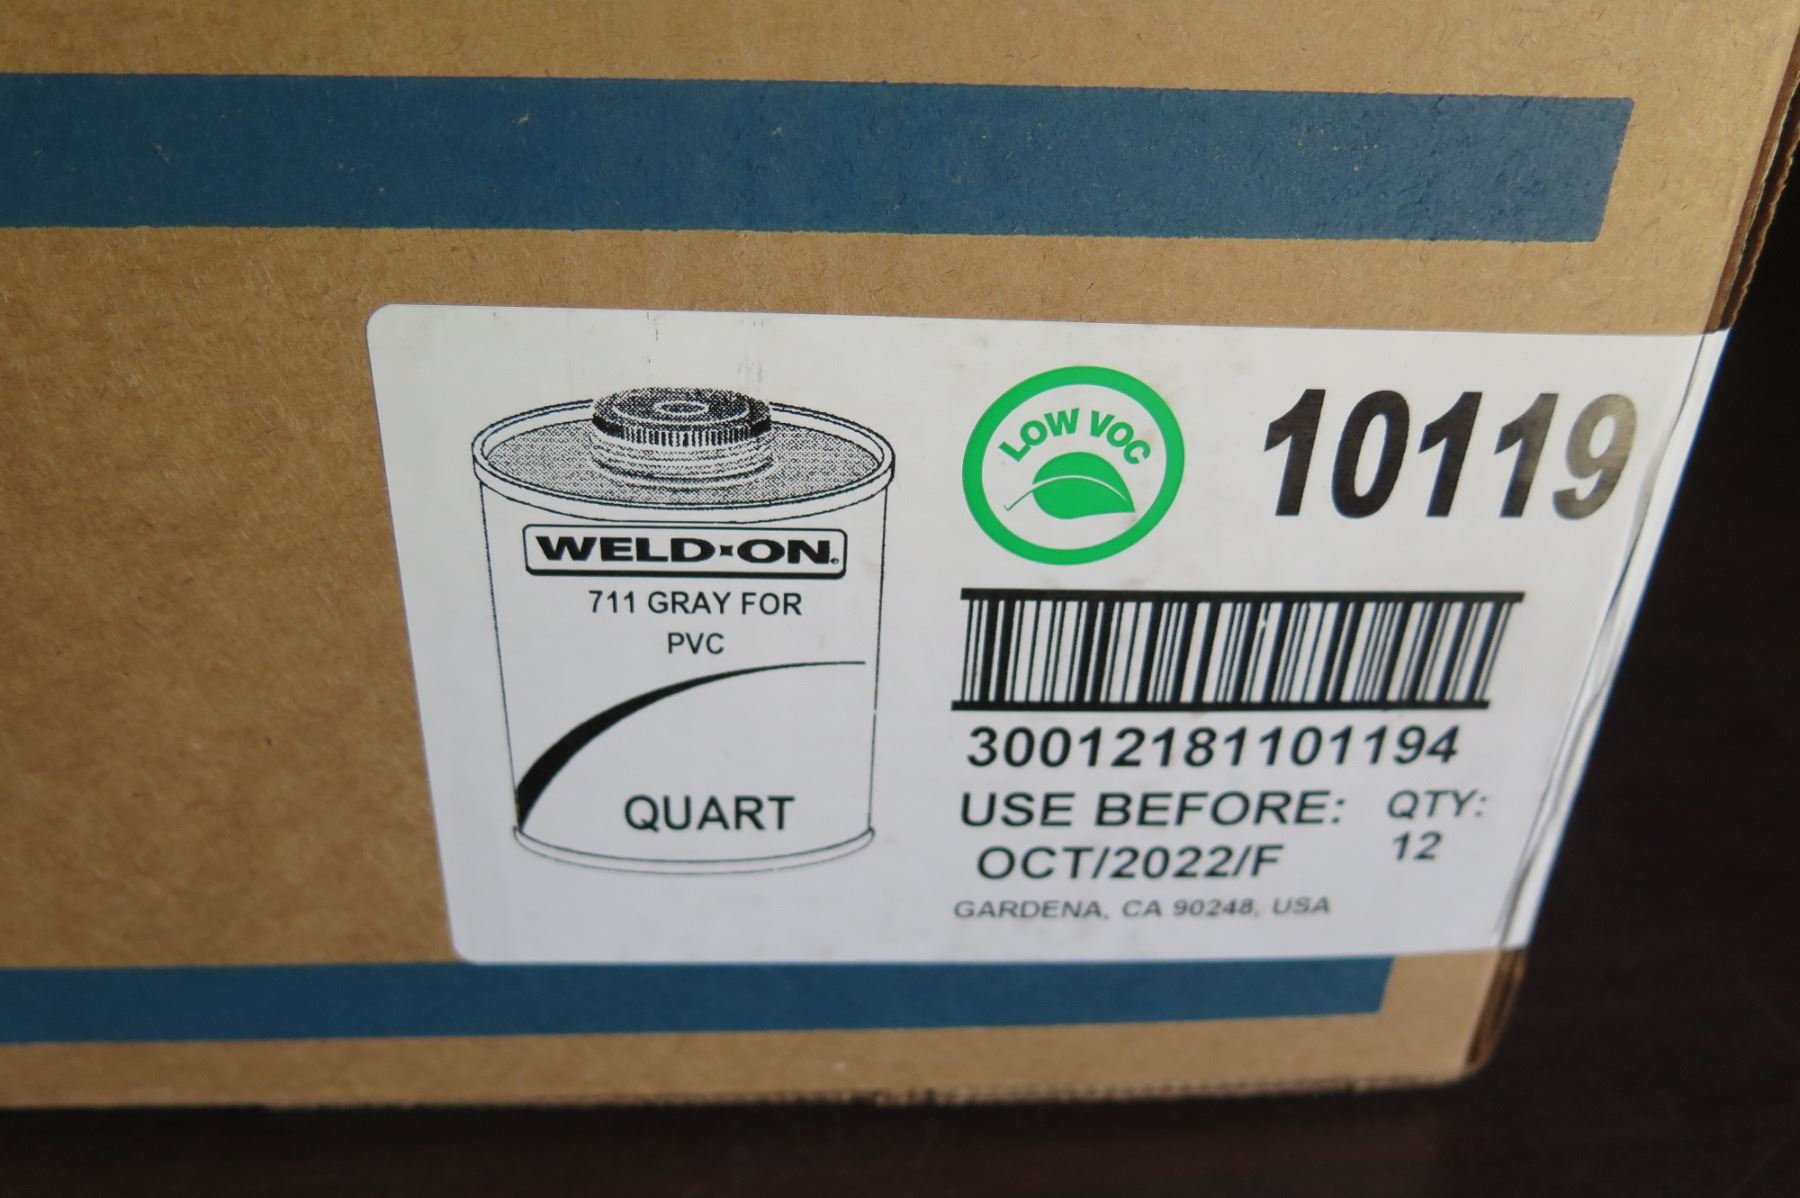 LOW VOC
10119
WELD-ON®
711 GRAY FOR
PVC
QUART
30012181101194
USE BEFORE: QTY:
OCT/2022/F 12
GARDENA, CA 90248, USA